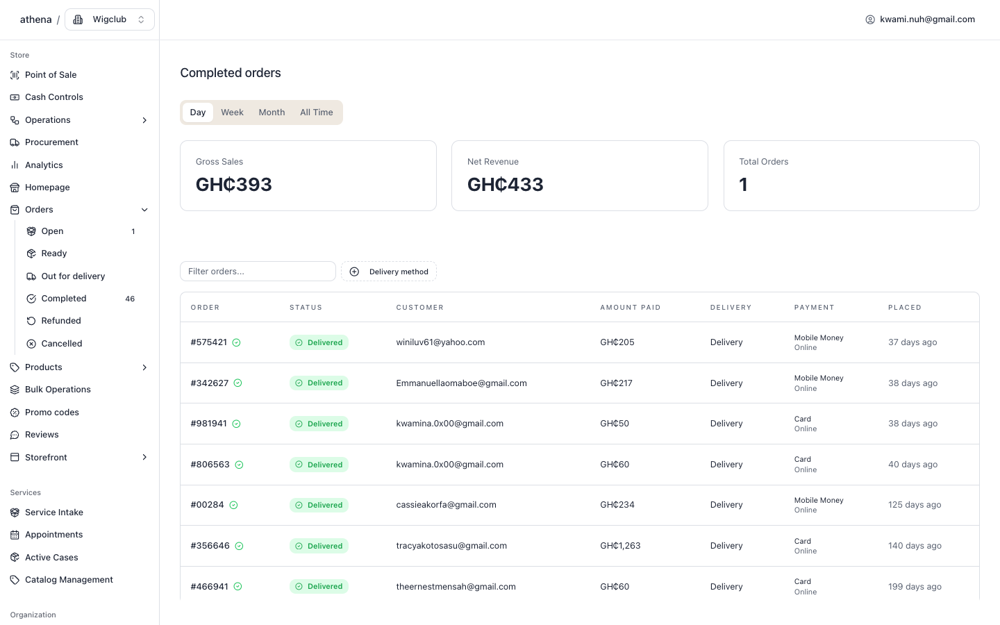 athena / Wigclub
kwami.nuh@gmail.com
Store
Point of Sale
Cash Controls
Operations
Procurement
Analytics
Homepage
Orders
Open 1
Ready
Out for delivery
Completed 46
Refunded
Cancelled
Products
Bulk Operations
Promo codes
Reviews
Storefront
Services
Service Intake
Appointments
Active Cases
Catalog Management
Organization
Completed orders
Day Week Month All Time
Gross Sales
GH₵393
Net Revenue
GH₵433
Total Orders
1
Filter orders...
Delivery method
ORDER STATUS CUSTOMER AMOUNT PAID DELIVERY PAYMENT PLACED
#575421 Delivered winiluv61@yahoo.com GH₵205 Delivery Mobile Money Online 37 days ago
#342627 Delivered Emmanuellaomaboe@gmail.com GH₵217 Delivery Mobile Money Online 38 days ago
#981941 Delivered kwamina.0x00@gmail.com GH₵50 Delivery Card Online 38 days ago
#806563 Delivered kwamina.0x00@gmail.com GH₵60 Delivery Card Online 40 days ago
#00284 Delivered cassieakorfa@gmail.com GH₵234 Delivery Mobile Money Online 125 days ago
#356646 Delivered tracyakotosasu@gmail.com GH₵1,263 Delivery Card Online 140 days ago
#466941 Delivered theernestmensah@gmail.com GH₵60 Delivery Card Online 199 days ago